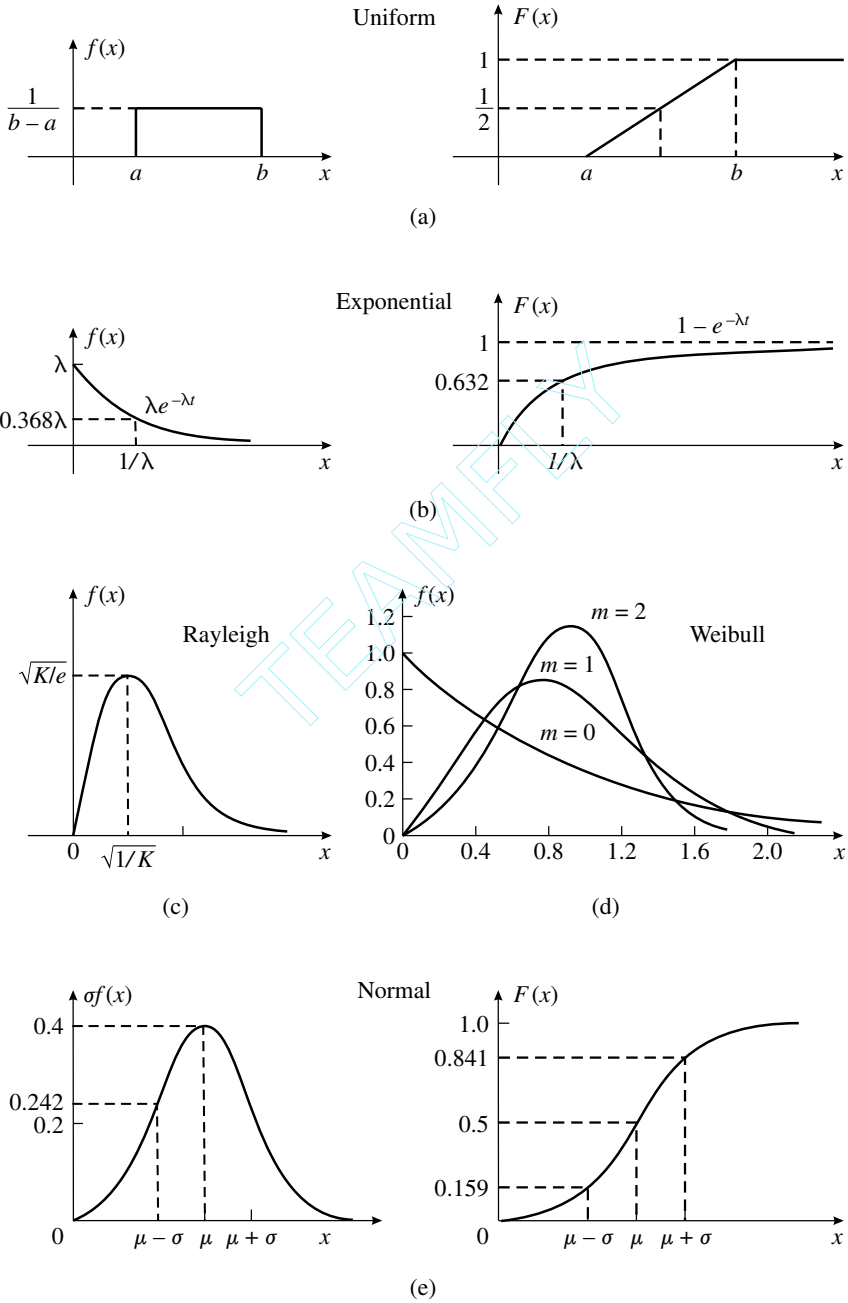 Uniform
f(x)
1
b – a
a
b
x
F(x)
1
1
2
a
b
x
(a)
Exponential
f(x)
λ
0.368λ
λe^{–λt}
1/λ
x
F(x)
1
0.632
1 – e^{–λt}
1/λ
x
(b)
f(x)
Rayleigh
√K/e
0
√1/K
x
(c)
f(x)
Weibull
1.2
1.0
0.8
0.6
0.4
0.2
0
m = 2
m = 1
m = 0
0
0.4
0.8
1.2
1.6
2.0
x
(d)
TEAMFLY
Normal
σf(x)
0.4
0.242
0.2
0
μ – σ
μ
μ + σ
x
F(x)
1.0
0.841
0.5
0.159
0
μ – σ
μ
μ + σ
x
(e)